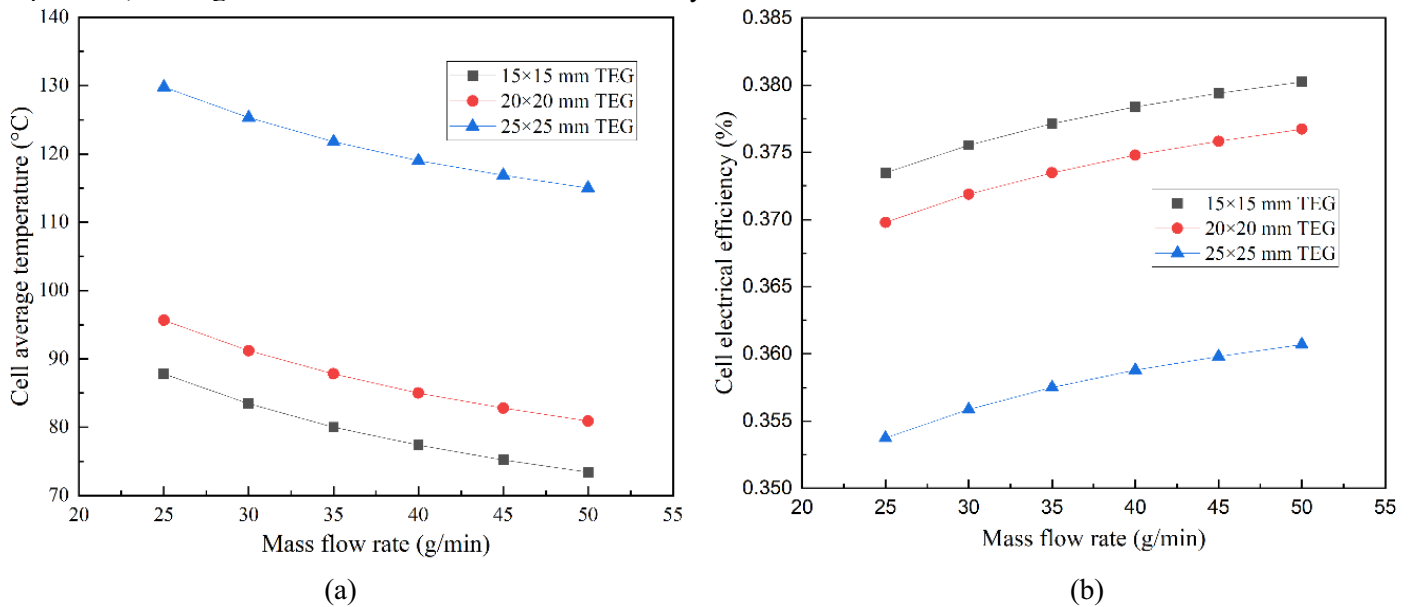 140
130
120
110
100
90
80
70
20
25
30
35
40
45
50
55
Cell average temperature (°C)
Mass flow rate (g/min)
15×15 mm TEG
20×20 mm TEG
25×25 mm TEG
(a)
0.385
0.380
0.375
0.370
0.365
0.360
0.355
0.350
20
25
30
35
40
45
50
55
Cell electrical efficiency (%)
Mass flow rate (g/min)
15×15 mm TEG
20×20 mm TEG
25×25 mm TEG
(b)